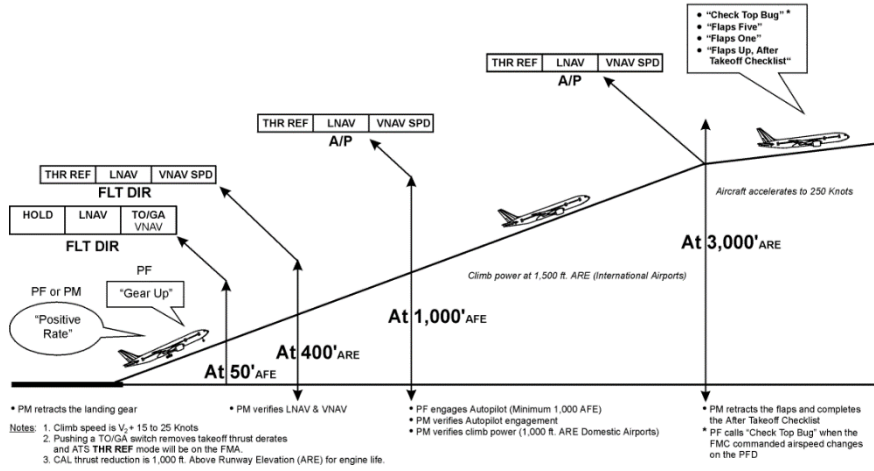 • "Check Top Bug" *
• "Flaps Five"
• "Flaps One"
• "Flaps Up, After
Takeoff Checklist"
THR REF LNAV VNAV SPD
A/P
THR REF LNAV VNAV SPD
A/P
THR REF LNAV VNAV SPD
FLT DIR
HOLD LNAV TO/GA
VNAV
FLT DIR
Aircraft accelerates to 250 Knots
PF
"Gear Up"
PF or PM
"Positive
Rate"
Climb power at 1,500 ft. ARE (International Airports)
At 50' AFE
At 400' ARE
At 1,000' AFE
At 3,000' ARE
• PM retracts the landing gear
• PM verifies LNAV & VNAV
• PF engages Autopilot (Minimum 1,000 AFE)
• PM verifies Autopilot engagement
• PM verifies climb power (1,000 ft. ARE Domestic Airports)
• PM retracts the flaps and completes
the After Takeoff Checklist
* PF calls "Check Top Bug" when the
FMC commanded airspeed changes
on the PFD
Notes: 1. Climb speed is V2 + 15 to 25 Knots
2. Pushing a TO/GA switch removes takeoff thrust derates
and ATS THR REF mode will be on the FMA.
3. CAL thrust reduction is 1,000 ft. Above Runway Elevation (ARE) for engine life.